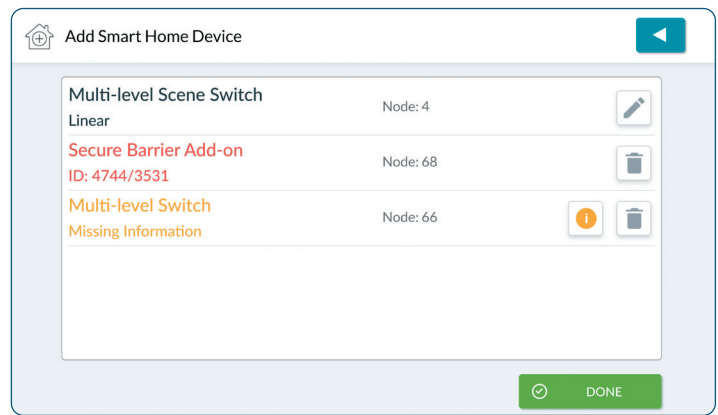 Add Smart Home Device
Multi-level Scene Switch
Linear
Node: 4
Secure Barrier Add-on
ID: 4744/3531
Node: 68
Multi-level Switch
Missing Information
Node: 66
i
DONE